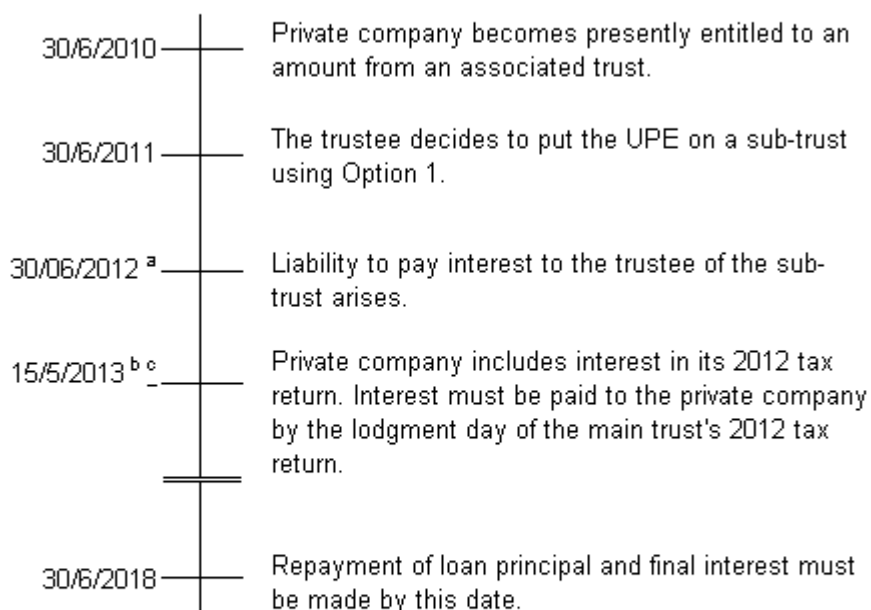 30/6/2010
Private company becomes presently entitled to an
amount from an associated trust.
30/6/2011
The trustee decides to put the UPE on a sub-trust
using Option 1.
30/06/2012 a
Liability to pay interest to the trustee of the sub-
trust arises.
15/5/2013 b c
Private company includes interest in its 2012 tax
return. Interest must be paid to the private company
by the lodgment day of the main trust's 2012 tax
return.
30/6/2018
Repayment of loan principal and final interest must
be made by this date.